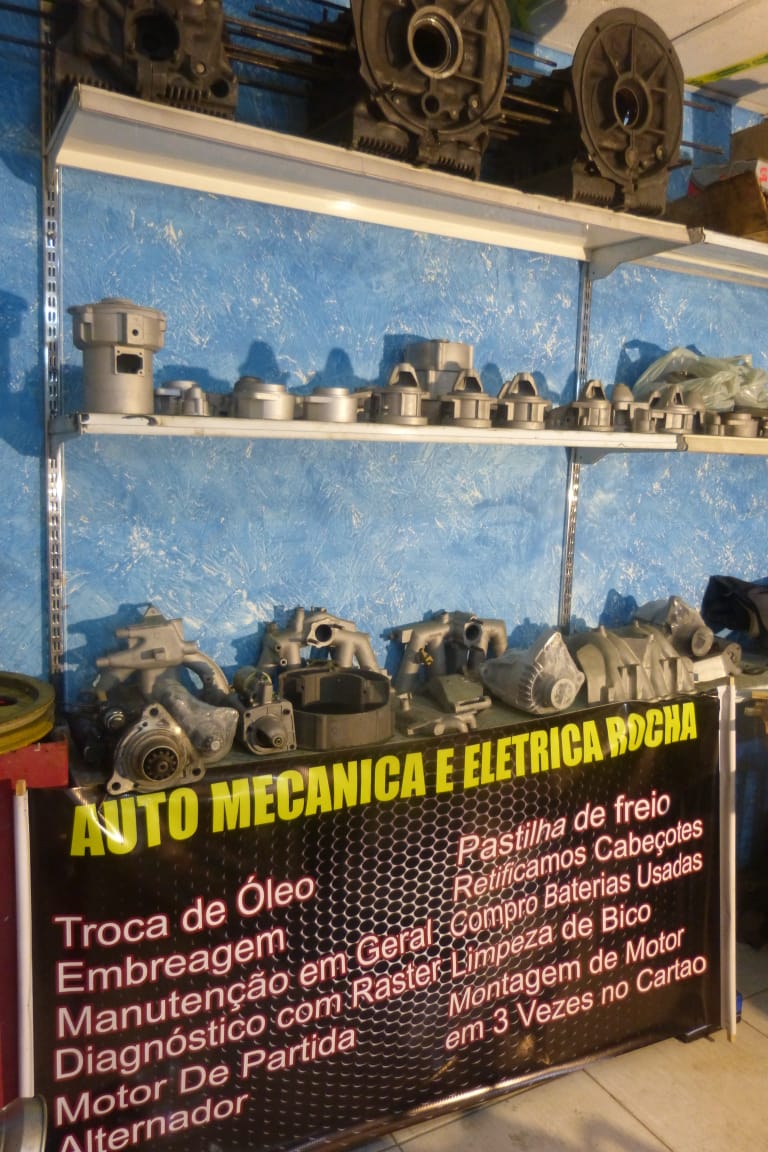 AUTO MECANICA E ELETRICA ROCHA
Troca de Óleo
Embreagem
Manutenção em Geral
Diagnóstico com Raster
Motor De Partida
Alternador
Pastilha de freio
Retificamos Cabeçotes
Compro Baterias Usadas
Limpeza de Bico
Montagem de Motor
em 3 Vezes no Cartao